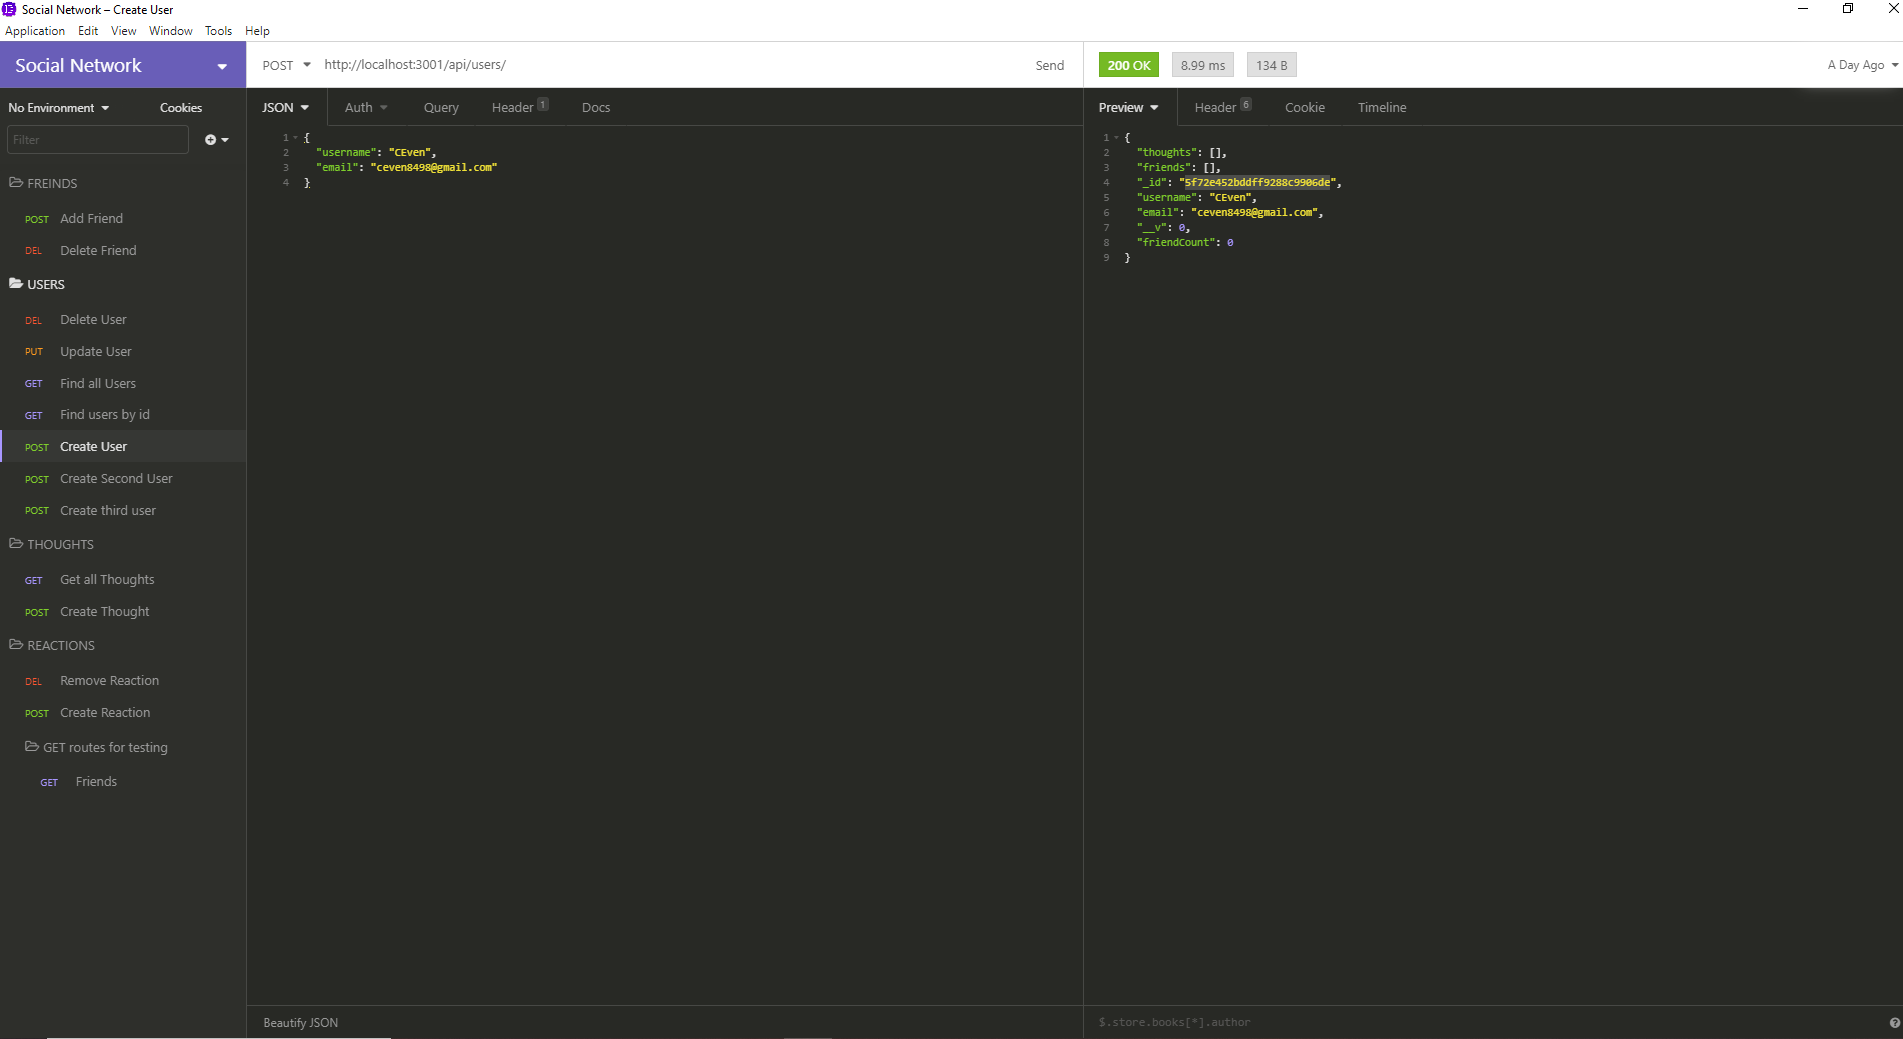 Social Network – Create User
Application Edit View Window Tools Help
Social Network
POST http://localhost:3001/api/users/ Send
200 OK 8.99 ms 134 B A Day Ago
No Environment Cookies
JSON Auth Query Header 1 Docs
Preview Header 6 Cookie Timeline
Filter
FREINDS
POST Add Friend
DEL Delete Friend
USERS
DEL Delete User
PUT Update User
GET Find all Users
GET Find users by id
POST Create User
POST Create Second User
POST Create third user
THOUGHTS
GET Get all Thoughts
POST Create Thought
REACTIONS
DEL Remove Reaction
POST Create Reaction
GET routes for testing
GET Friends
1 {
2 "username": "CEven",
3 "email": "ceven8498@gmail.com"
4 }
Beautify JSON
1 {
2 "thoughts": [],
3 "friends": [],
4 "_id": "5f72e452bddff9288c9906de",
5 "username": "CEven",
6 "email": "ceven8498@gmail.com",
7 "__v": 0,
8 "friendCount": 0
9 }
$.store.books[*].author